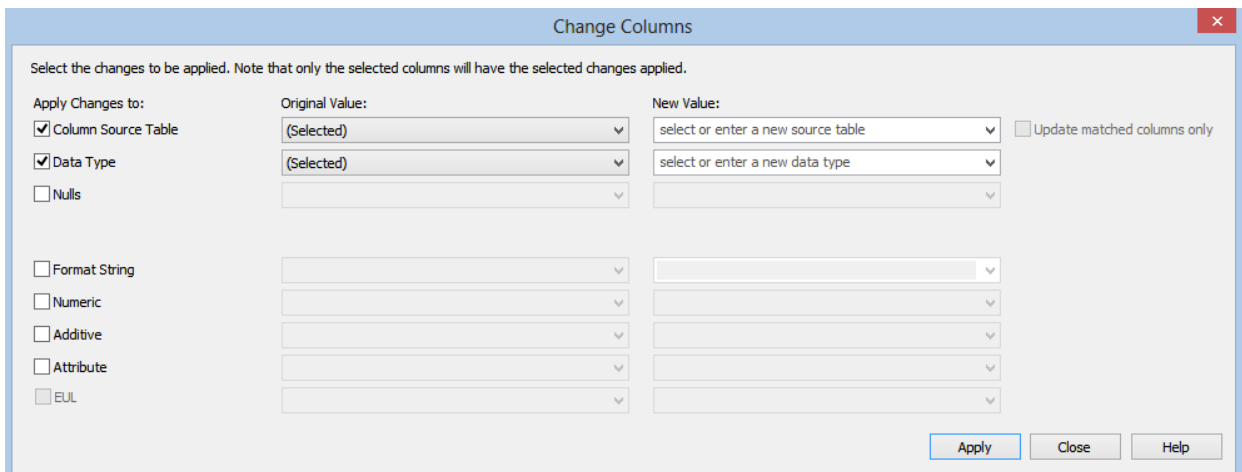 Change Columns
Select the changes to be applied. Note that only the selected columns will have the selected changes applied.
Apply Changes to: Original Value: New Value:
Column Source Table (Selected) select or enter a new source table Update matched columns only
Data Type (Selected) select or enter a new data type
Nulls
Format String
Numeric
Additive
Attribute
EUL
Apply Close Help